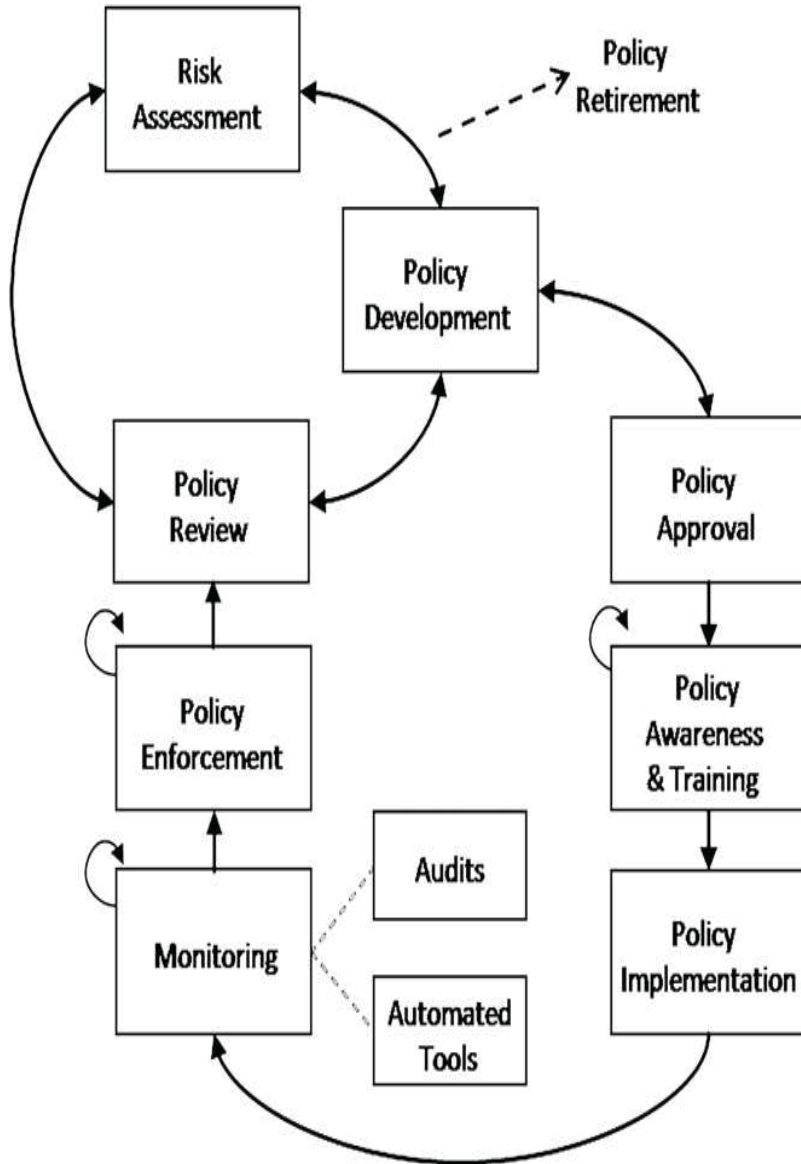 Risk
Assessment
Policy
Retirement
Policy
Development
Policy
Review
Policy
Approval
Policy
Enforcement
Policy
Awareness
& Training
Monitoring
Audits
Automated
Tools
Policy
Implementation